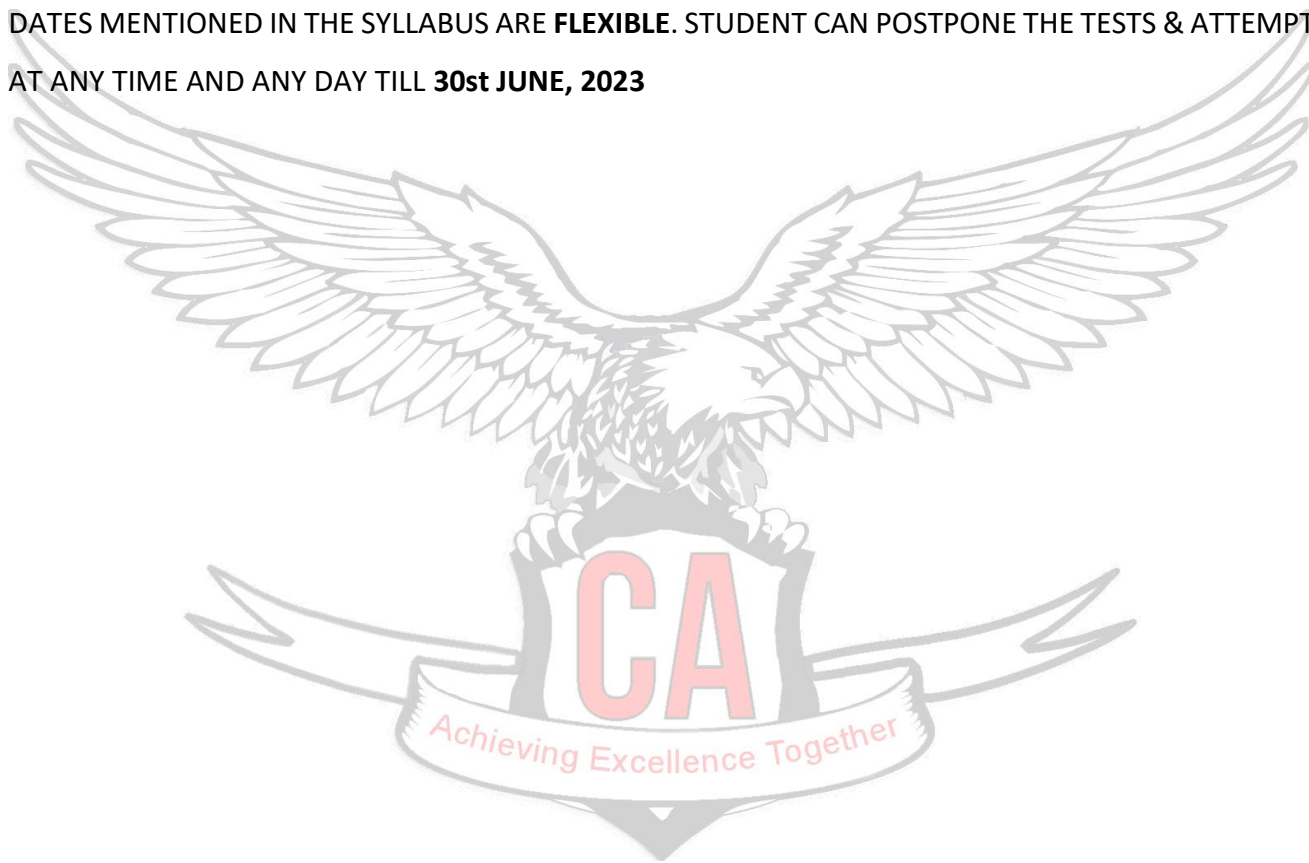 DATES MENTIONED IN THE SYLLABUS ARE FLEXIBLE. STUDENT CAN POSTPONE THE TESTS & ATTEMPT
AT ANY TIME AND ANY DAY TILL 30st JUNE, 2023
CA
Achieving Excellence Together